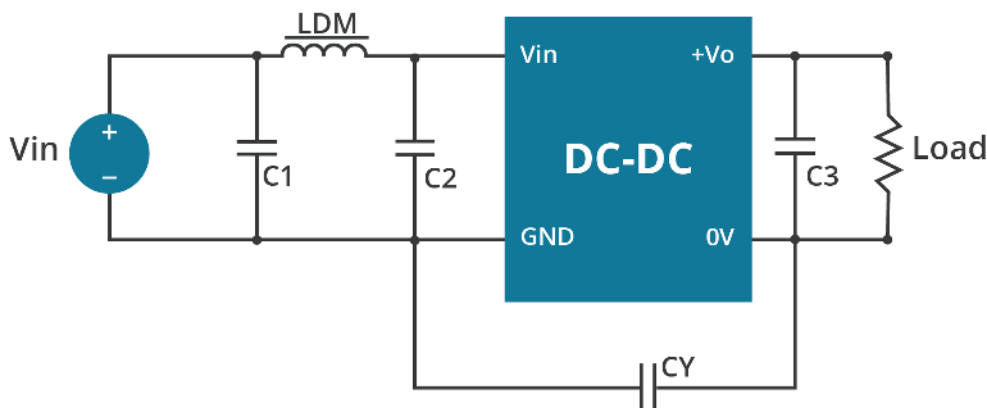 LDM
Vin
+
−
C1
C2
Vin
+Vo
DC-DC
GND
0V
C3
Load
CY